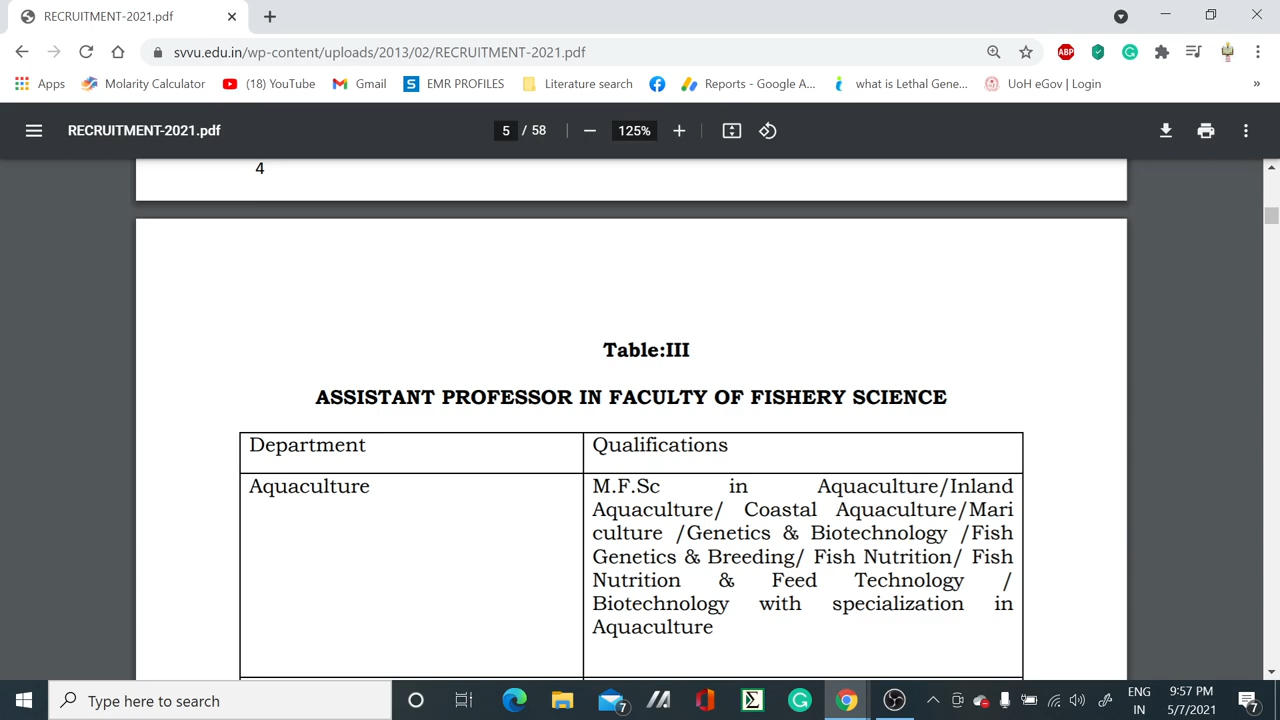 RECRUITMENT-2021.pdf
svvu.edu.in/wp-content/uploads/2013/02/RECRUITMENT-2021.pdf
ABP
Apps Molarity Calculator (18) YouTube Gmail S EMR PROFILES Literature search Reports - Google A... what is Lethal Gene... UoH eGov | Login »
RECRUITMENT-2021.pdf 5 / 58 125%
4
Table:III
ASSISTANT PROFESSOR IN FACULTY OF FISHERY SCIENCE
Department Qualifications
Aquaculture M.F.Sc in Aquaculture/Inland
Aquaculture/ Coastal Aquaculture/Mari
culture /Genetics & Biotechnology /Fish
Genetics & Breeding/ Fish Nutrition/ Fish
Nutrition & Feed Technology /
Biotechnology with specialization in
Aquaculture
Type here to search 7 ENG 9:57 PM
IN 5/7/2021 7